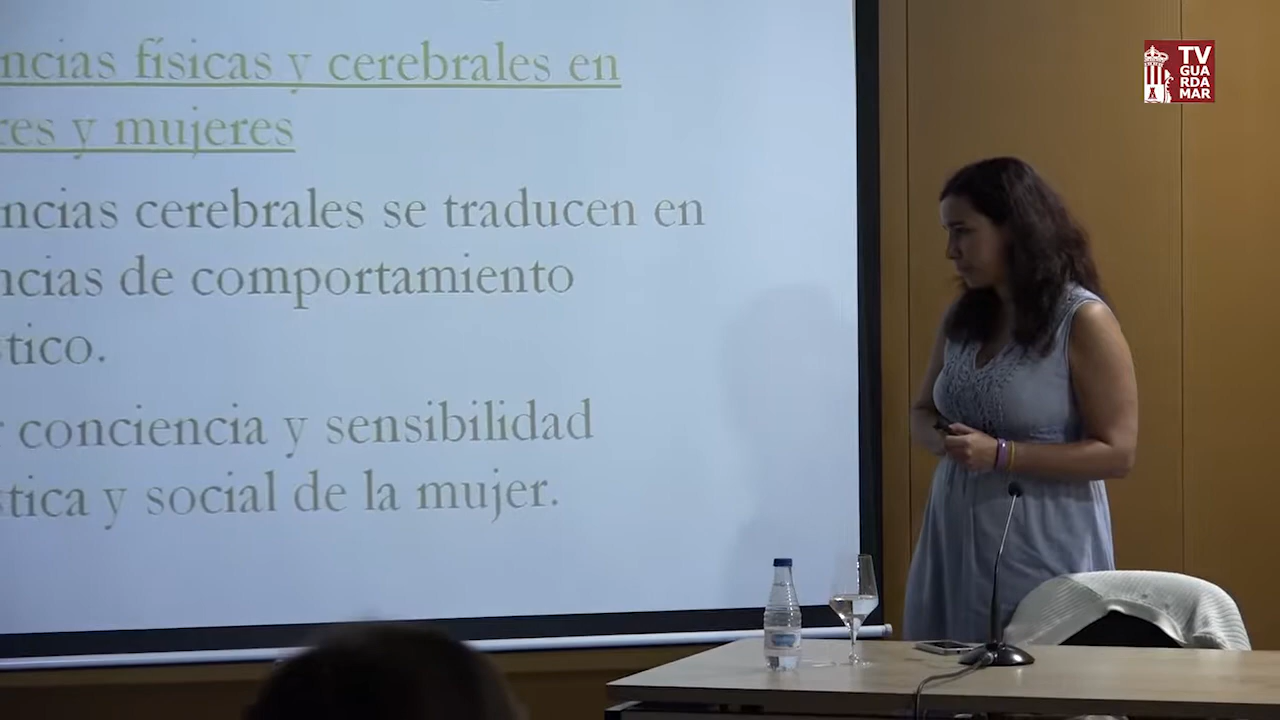 ncias físicas y cerebrales en
res y mujeres
ncias cerebrales se traducen en
ncias de comportamiento
tico.
conciencia y sensibilidad
stica y social de la mujer.
TV
GUA
RDA
MAR